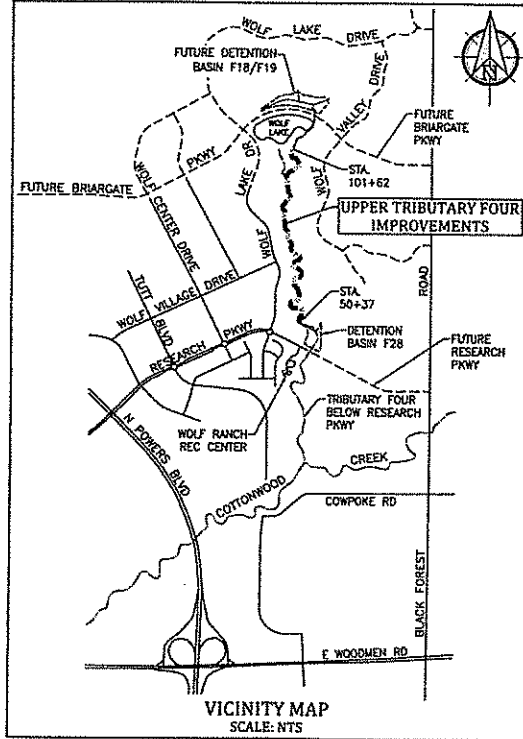 WOLF LAKE DRIVE
FUTURE DETENTION
BASIN F18/F19
WOLF
LAKE
N
WOLF VALLEY DRIVE
FUTURE
BRIARGATE
PKWY
STA.
101+62
FUTURE BRIARGATE PKWY
WOLF LAKE DR
WOLF CENTER DRIVE
UPPER TRIBUTARY FOUR
IMPROVEMENTS
TUTT BLVD
WOLF VILLAGE DRIVE
STA.
50+37
DETENTION
BASIN F28
RESEARCH PKWY
FUTURE
RESEARCH
PKWY
WOLF RANCH
REC CENTER
TRIBUTARY FOUR
BELOW RESEARCH
PKWY
N POWERS BLVD
COTTONWOOD CREEK
COWPOKE RD
BLACK FOREST ROAD
E WOODMEN RD
VICINITY MAP
SCALE: NTS